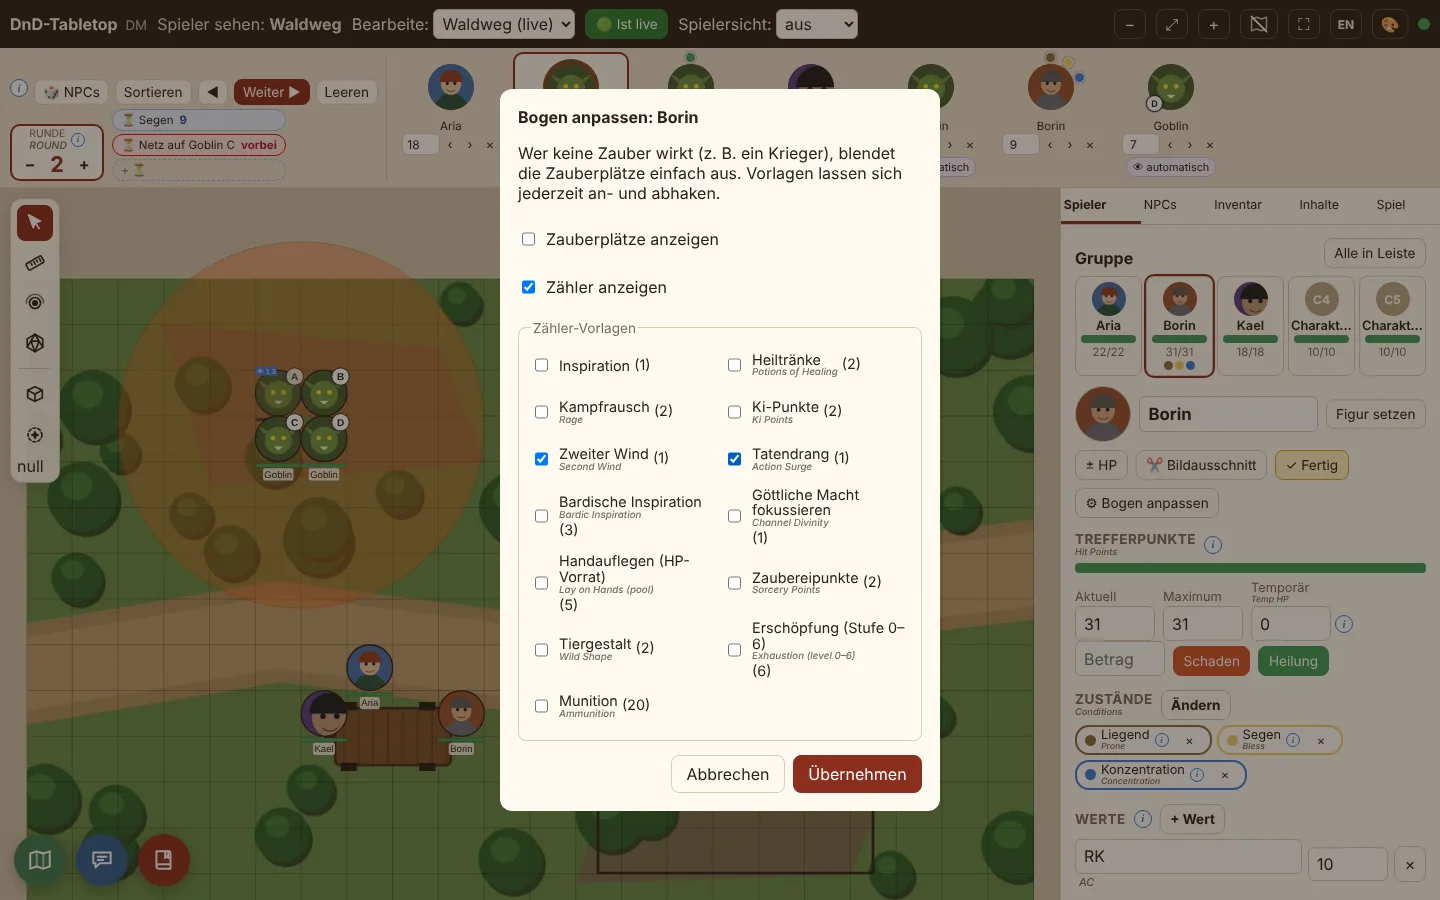 DnD-Tabletop DM Spieler sehen: Waldweg Bearbeite: Waldweg (live) Ist live Spielersicht: aus
− + EN
i NPCs Sortieren ◀ Weiter ▶ Leeren
RUNDE
ROUND i
− 2 +
Segen 9
Netz auf Goblin C vorbei
+
Aria
18 ‹ › ×
in
› ×
atisch
Borin
9 ‹ › ×
D
Goblin
7 ‹ › ×
automatisch
Bogen anpassen: Borin
Wer keine Zauber wirkt (z. B. ein Krieger), blendet
die Zauberplätze einfach aus. Vorlagen lassen sich
jederzeit an- und abhaken.
Zauberplätze anzeigen
Zähler anzeigen
Zähler-Vorlagen
Inspiration (1)
Heiltränke (2)
Potions of Healing
Kampfrausch (2)
Rage
Ki-Punkte (2)
Ki Points
Zweiter Wind (1)
Second Wind
Tatendrang (1)
Action Surge
Bardische Inspiration
Bardic Inspiration
(3)
Göttliche Macht
fokussieren
Channel Divinity
(1)
Handauflegen (HP-
Vorrat)
Lay on Hands (pool)
(5)
Zaubereipunkte (2)
Sorcery Points
Tiergestalt (2)
Wild Shape
Erschöpfung (Stufe 0–
6)
Exhaustion (level 0–6)
(6)
Munition (20)
Ammunition
Abbrechen Übernehmen
null
1,3
A B
C D
Goblin Goblin
Aria
Kael
Borin
Spieler NPCs Inventar Inhalte Spiel
Gruppe Alle in Leiste
C4 C5
Aria Borin Kael Charakt... Charakt...
22/22 31/31 18/18 10/10 10/10
Borin Figur setzen
± HP Bildausschnitt ✓ Fertig
Bogen anpassen
TREFFERPUNKTE i
Hit Points
Aktuell Maximum Temporär
Temp HP
31 31 0 i
Betrag Schaden Heilung
ZUSTÄNDE Ändern
Conditions
Liegend i ×
Prone
Segen i ×
Bless
Konzentration i ×
Concentration
WERTE i + Wert
RK 10 ×
AC